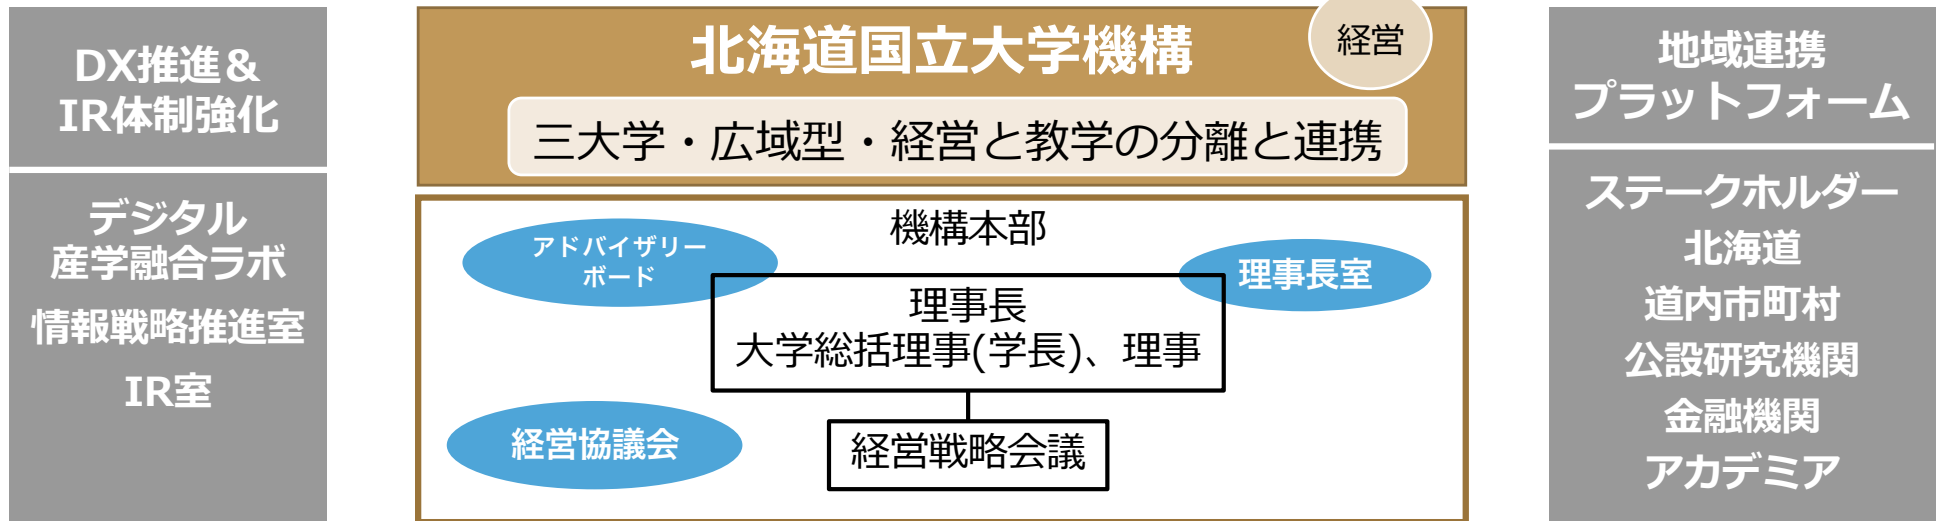 DX推進＆
IR体制強化
デジタル
産学融合ラボ
情報戦略推進室
IR室
北海道国立大学機構
経営
三大学・広域型・経営と教学の分離と連携
機構本部
アドバイザリー
ボード
理事長室
理事長
大学総括理事(学長)、理事
経営協議会
経営戦略会議
地域連携
プラットフォーム
ステークホルダー
北海道
道内市町村
公設研究機関
金融機関
アカデミア